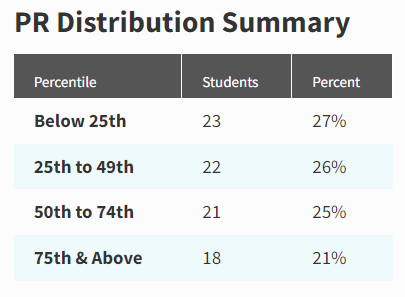 PR Distribution Summary
Percentile Students Percent
Below 25th 23 27%
25th to 49th 22 26%
50th to 74th 21 25%
75th & Above 18 21%